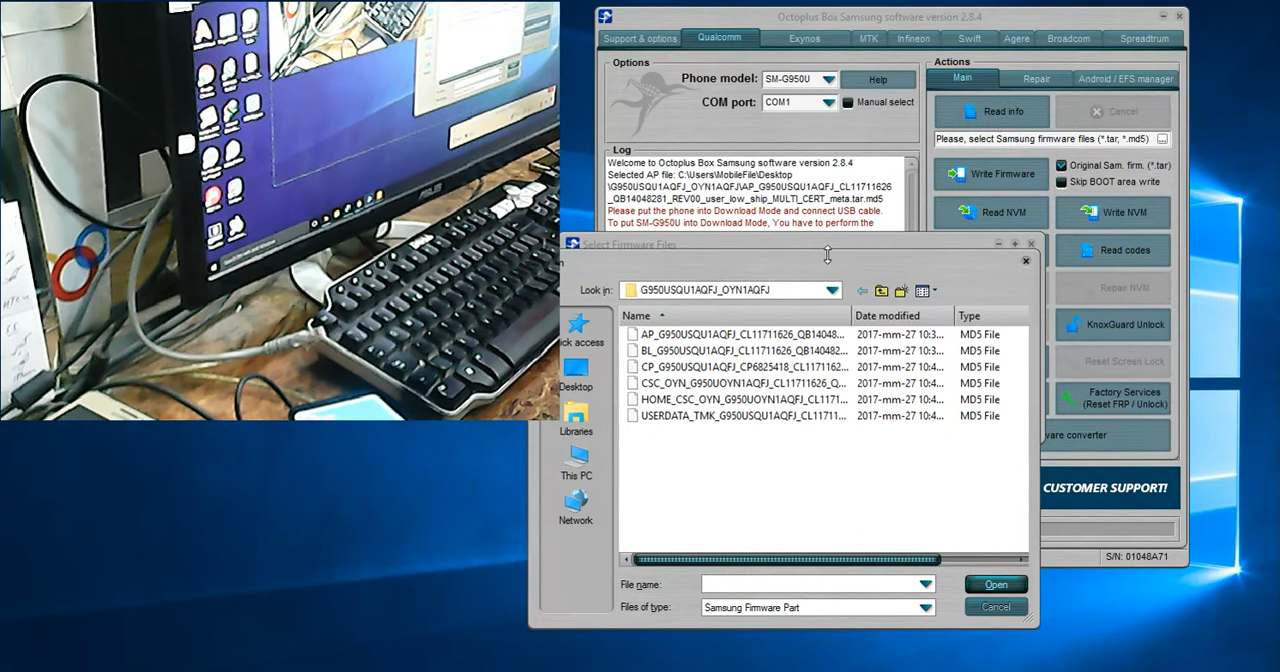 Octoplus Box Samsung software version 2.8.4
Support & options
Qualcomm
Exynos
MTK
Infineon
Swift
Agere
Broadcom
Spreadtrum
Options
Phone model:
SM-G950U
Help
COM port:
COM1
Manual select
Actions
Main
Repair
Android / EFS manager
Read info
Cancel
Please, select Samsung firmware files (*.tar, *.md5)
...
Write Firmware
Original Sam. firm. (*.tar)
Skip BOOT area write
Read NVM
Write NVM
Read codes
Repair NVM
KnoxGuard Unlock
Reset Screen Lock
Factory Services
(Reset FRP / Unlock)
ware converter
CUSTOMER SUPPORT!
S/N: 01048A71
Log
Welcome to Octoplus Box Samsung software version 2.8.4
Selected AP file: C:\Users\MobileFile\Desktop
\G950USQU1AQFJ_OYN1AQFJ\AP_G950USQU1AQFJ_CL11711626
_QB14048281_REV00_user_low_ship_MULTI_CERT_meta.tar.md5
Please put the phone into Download Mode and connect USB cable.
To put SM-G950U into Download Mode, You have to perform the
Select Firmware Files
n
Look in:
G950USQU1AQFJ_OYN1AQFJ
ick access
Desktop
Libraries
This PC
Network
Name
Date modified
Type
AP_G950USQU1AQFJ_CL11711626_QB14048... 2017-mm-27 10:3... MD5 File
BL_G950USQU1AQFJ_CL11711626_QB140482... 2017-mm-27 10:3... MD5 File
CP_G950USQU1AQFJ_CP6825418_CL1171162... 2017-mm-27 10:4... MD5 File
CSC_OYN_G950UOYN1AQFJ_CL11711626_Q... 2017-mm-27 10:4... MD5 File
HOME_CSC_OYN_G950UOYN1AQFJ_CL1171... 2017-mm-27 10:4... MD5 File
USERDATA_TMK_G950USQU1AQFJ_CL11711... 2017-mm-27 10:4... MD5 File
File name:
Open
Files of type:
Samsung Firmware Part
Cancel
ASUS